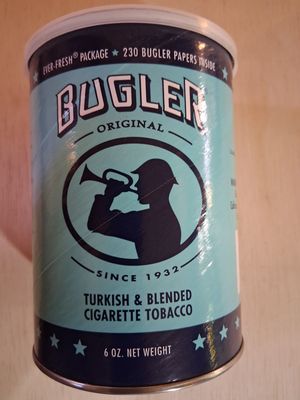 EVER-FRESH® PACKAGE ★ 230 BUGLER PAPERS INSIDE
BUGLER
ORIGINAL
SINCE 1932
TURKISH & BLENDED
CIGARETTE TOBACCO
6 OZ. NET WEIGHT